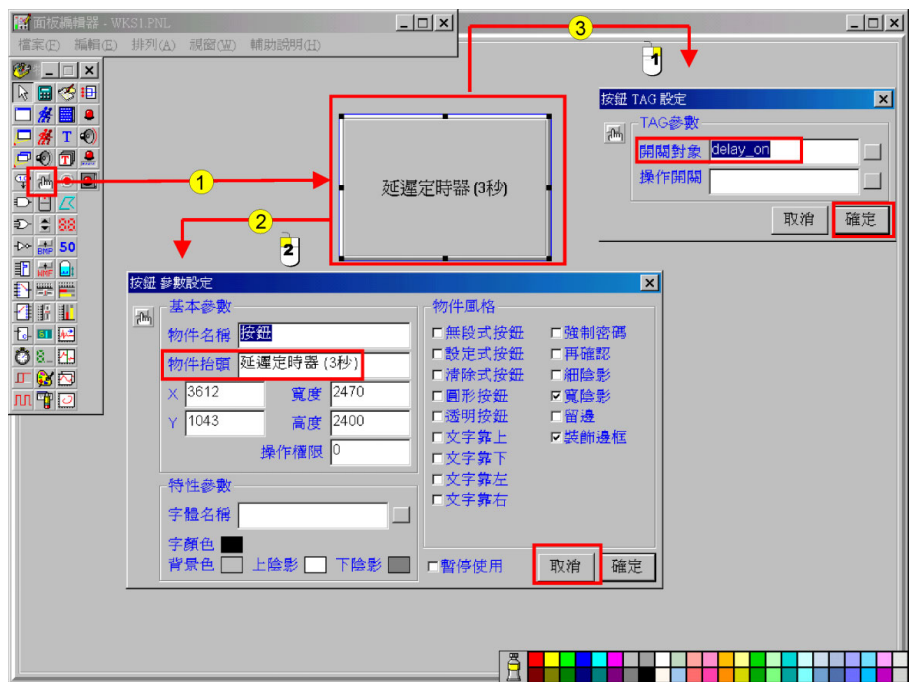 面板編輯器 - WKS1.PNL
檔案(F) 編輯(E) 排列(A) 視窗(W) 輔助說明(H)
3
1
按鈕 TAG 設定
TAG參數
開關對象 delay_on
操作開關
取消 確定
T
T
1
延遲定時器 (3秒)
2
2
88
BMP 50
WMF
按鈕 參數設定
基本參數
物件名稱 按鈕
物件抬頭 延遲定時器 (3秒)
X 3612 寬度 2470
Y 1043 高度 2400
操作權限 0
特性參數
字體名稱
字顏色
背景色 上陰影 下陰影
物件風格
無段式按鈕 強制密碼
設定式按鈕 再確認
清除式按鈕 細陰影
圓形按鈕 寬陰影
透明按鈕 留邊
文字靠上 裝飾邊框
文字靠下
文字靠左
文字靠右
暫停使用 取消 確定